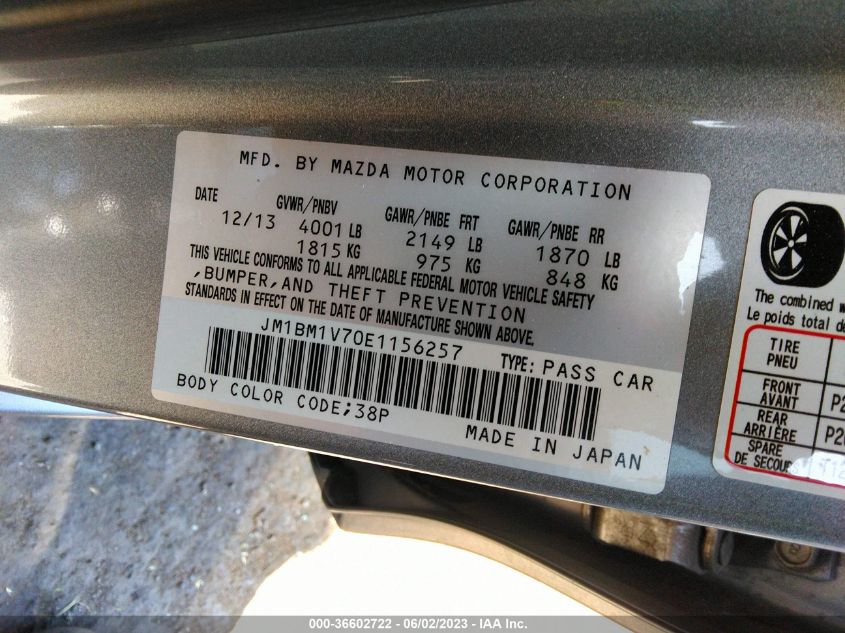 MFD. BY MAZDA MOTOR CORPORATION
DATE GVWR/PNBV GAWR/PNBE FRT GAWR/PNBE RR
12/13 4001 LB 2149 LB 1870 LB
1815 KG 975 KG 848 KG
THIS VEHICLE CONFORMS TO ALL APPLICABLE FEDERAL MOTOR VEHICLE SAFETY
,BUMPER,AND THEFT PREVENTION
STANDARDS IN EFFECT ON THE DATE OF MANUFACTURE SHOWN ABOVE.
JM1BM1V70E1156257 TYPE: PASS CAR
BODY COLOR CODE;38P
MADE IN JAPAN
The combined
Le poids total de
TIRE
PNEU
FRONT
AVANT
REAR
ARRIÈRE
SPARE
DE SECOURS
000-36602722 - 06/02/2023 - IAA Inc.